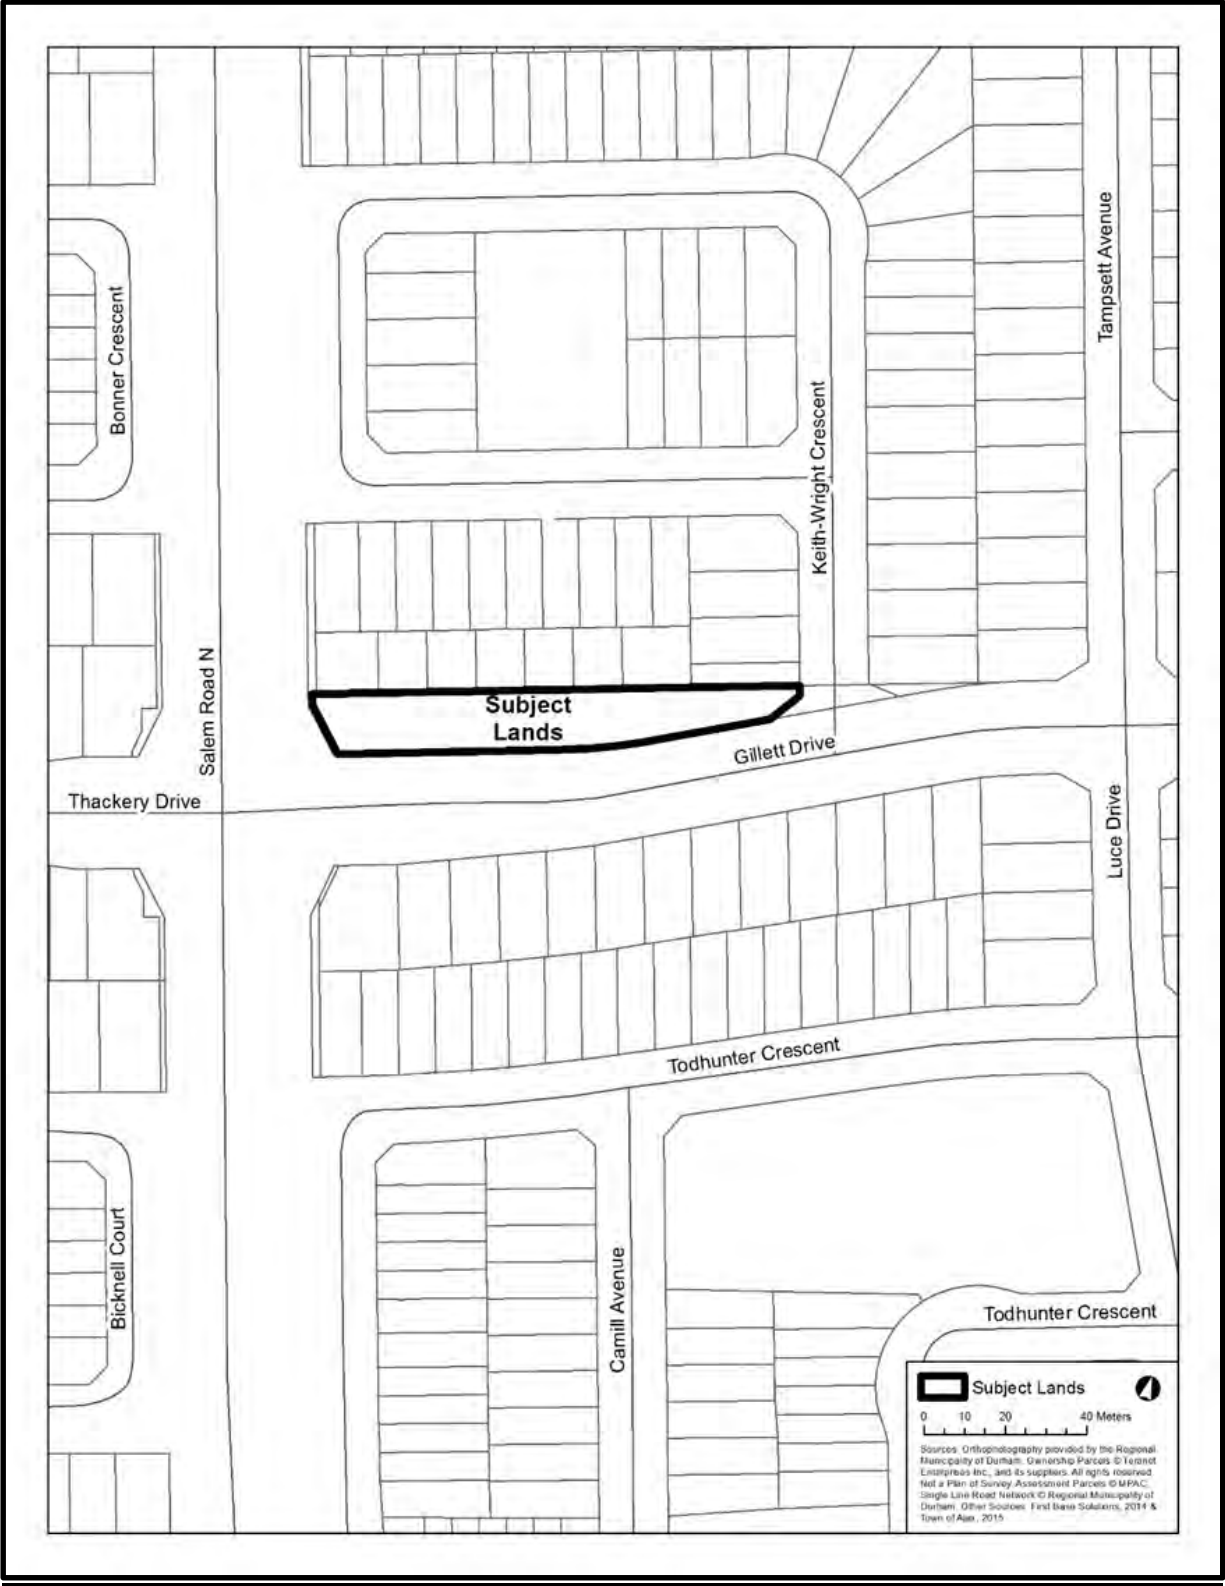 Tampsett Avenue
Bonner Crescent
Keith-Wright Crescent
Salem Road N
Subject
Lands
Gillett Drive
Thackery Drive
Luce Drive
Todhunter Crescent
Bicknell Court
Camill Avenue
Todhunter Crescent
Subject Lands
0 10 20 40 Meters
Sources: Orthophotography provided by the Regional
Municipality of Durham. Ownership Parcels © Teranet
Enterprises Inc., and its suppliers. All rights reserved.
Not a Plan of Survey. Assessment Parcels © MPAC.
Single Line Road Network © Regional Municipality of
Durham. Other Sources: First Base Solutions, 2014 &
Town of Ajax, 2015